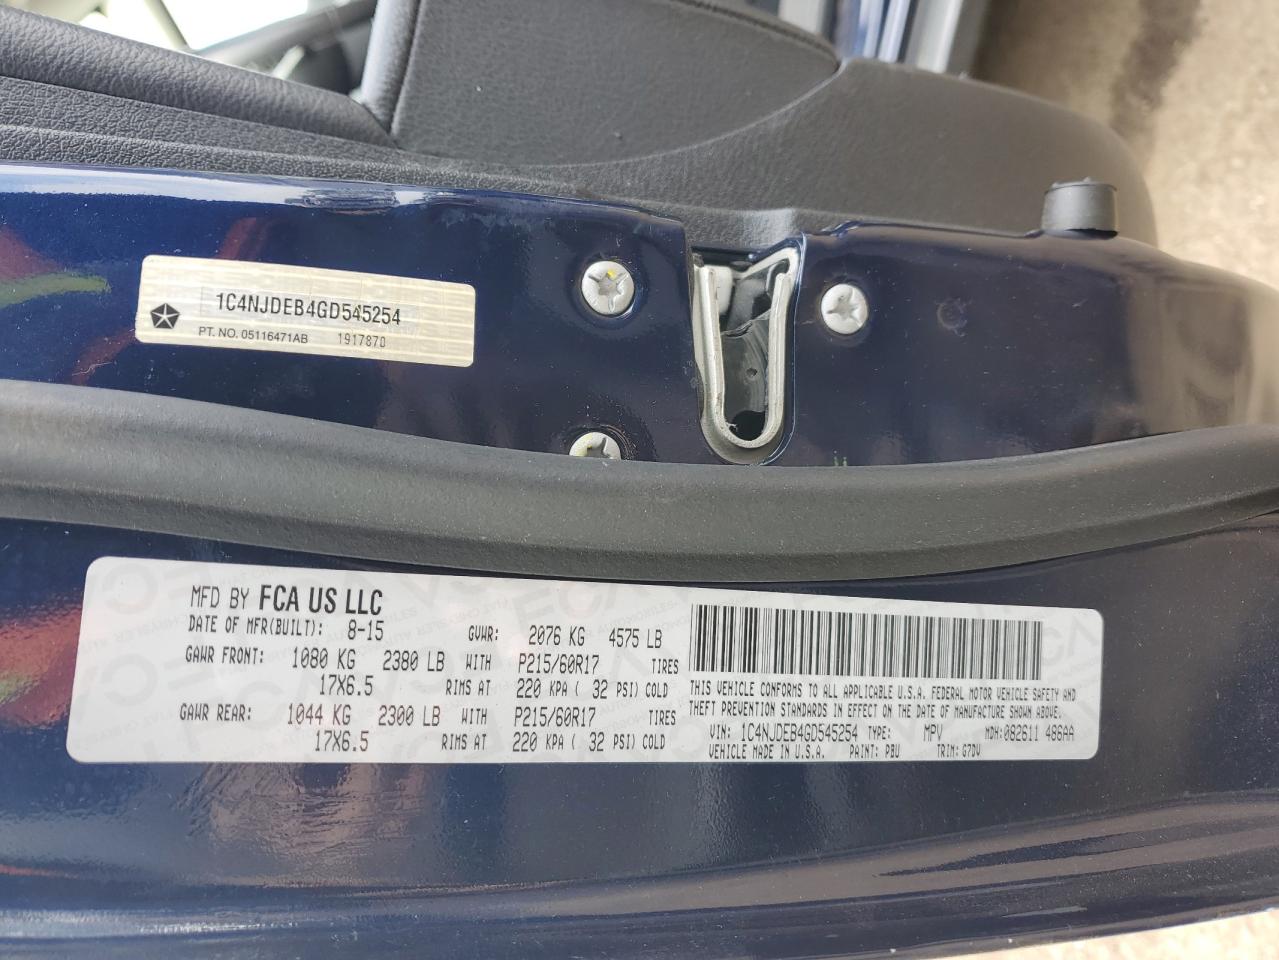 1C4NJDEB4GD545254
PT. NO. 05116471AB 1917870
MFD BY FCA US LLC
DATE OF MFR(BUILT): 8-15 GVWR: 2076 KG 4575 LB
GAWR FRONT: 1080 KG 2380 LB WITH P215/60R17 TIRES
17X6.5 RIMS AT 220 KPA ( 32 PSI) COLD
GAWR REAR: 1044 KG 2300 LB WITH P215/60R17 TIRES
17X6.5 RIMS AT 220 KPA ( 32 PSI) COLD
THIS VEHICLE CONFORMS TO ALL APPLICABLE U.S.A. FEDERAL MOTOR VEHICLE SAFETY AND
THEFT PREVENTION STANDARDS IN EFFECT ON THE DATE OF MANUFACTURE SHOWN ABOVE.
VIN: 1C4NJDEB4GD545254 TYPE: MPV MDH: 082611 486AA
VEHICLE MADE IN U.S.A. PAINT: PBU TRIM: G7DV